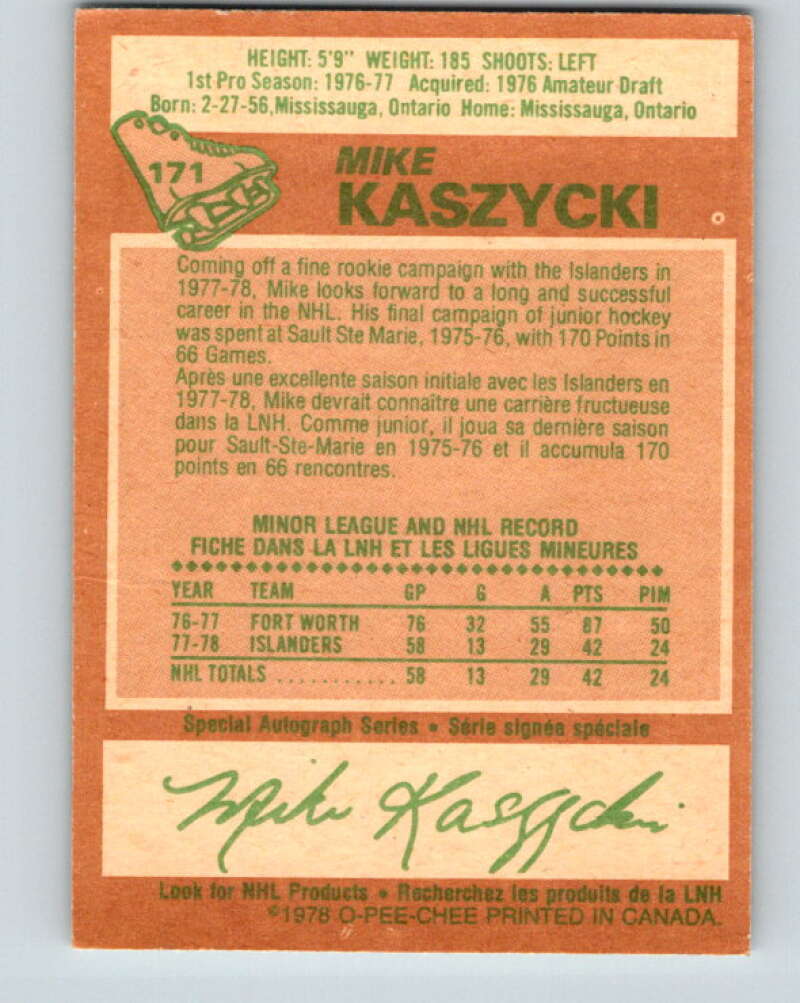 HEIGHT: 5'9" WEIGHT: 185 SHOOTS: LEFT
1st Pro Season: 1976-77 Acquired: 1976 Amateur Draft
Born: 2-27-56, Mississauga, Ontario Home: Mississauga, Ontario
171
MIKE
KASZYCKI
Coming off a fine rookie campaign with the Islanders in
1977-78, Mike looks forward to a long and successful
career in the NHL. His final campaign of junior hockey
was spent at Sault Ste Marie, 1975-76, with 170 Points in
66 Games.
Après une excellente saison initiale avec les Islanders en
1977-78, Mike devrait connaître une carrière fructueuse
dans la LNH. Comme junior, il joua sa dernière saison
pour Sault-Ste-Marie en 1975-76 et il accumula 170
points en 66 rencontres.
MINOR LEAGUE AND NHL RECORD
FICHE DANS LA LNH ET LES LIGUES MINEURES
YEAR TEAM GP G A PTS PIM
76-77 FORT WORTH 76 32 55 87 50
77-78 ISLANDERS 58 13 29 42 24
NHL TOTALS ........... 58 13 29 42 24
Special Autograph Series • Série signée spéciale
Mike Kaszycki
Look for NHL Products • Recherchez les produits de la LNH
©1978 O-PEE-CHEE PRINTED IN CANADA.